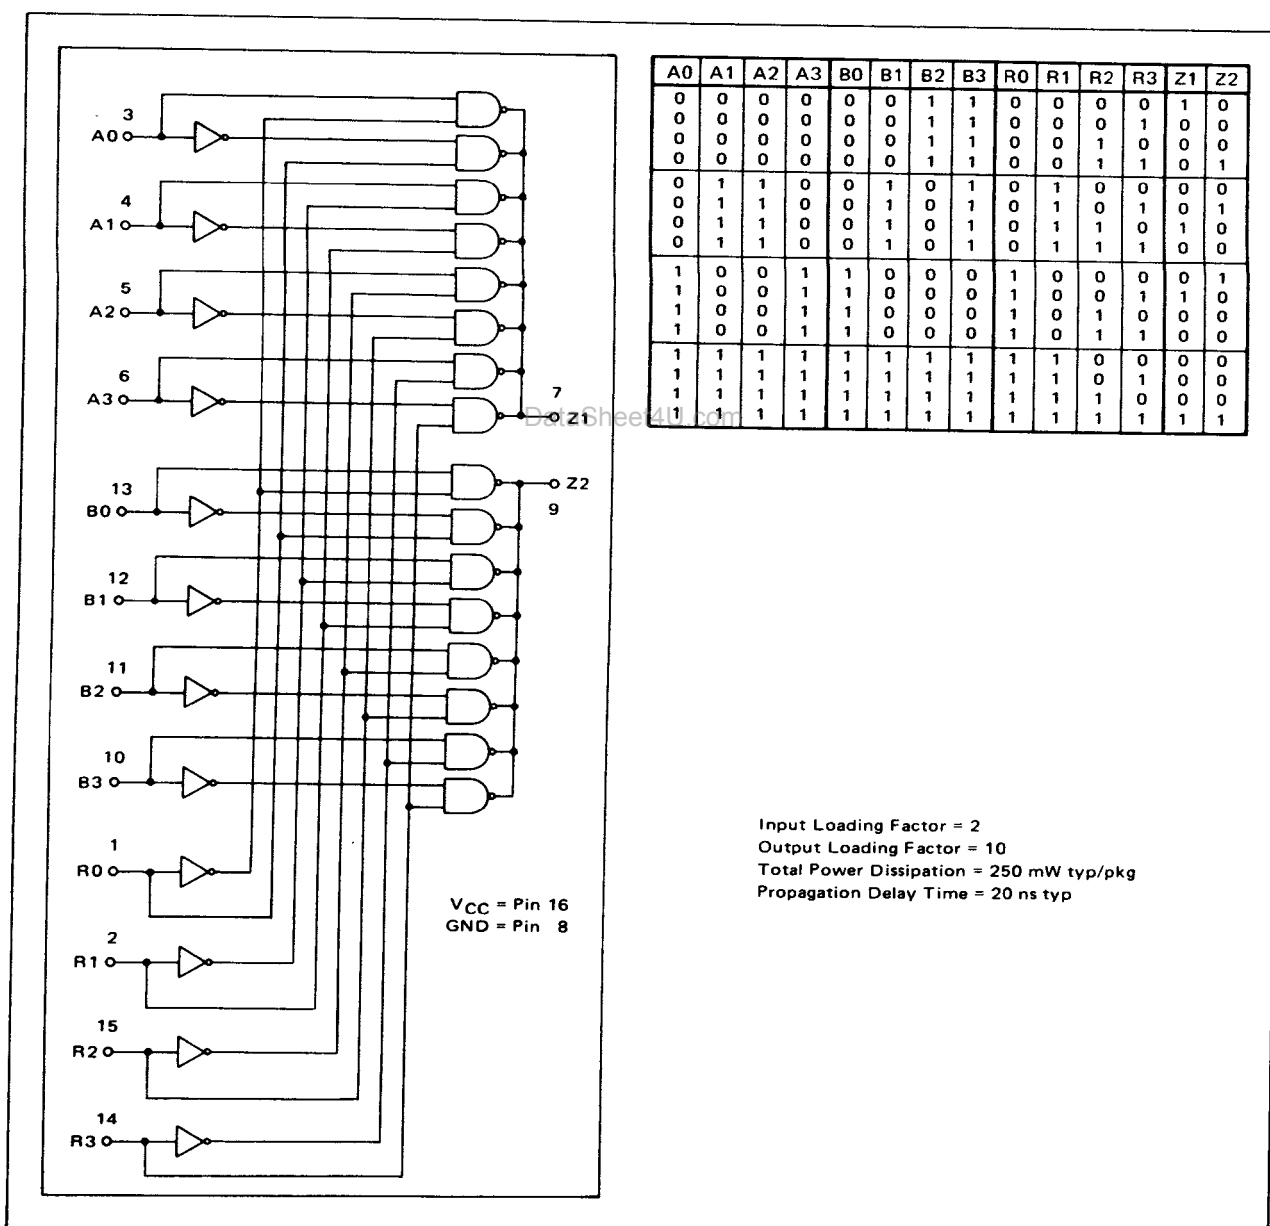 3
A0
4
A1
5
A2
6
A3
7
Z1
DataSheet4U.com
13
B0
Z2
9
12
B1
11
B2
10
B3
1
R0
2
R1
15
R2
14
R3
VCC = Pin 16
GND = Pin 8
A0 A1 A2 A3 B0 B1 B2 B3 R0 R1 R2 R3 Z1 Z2
0 0 0 0 0 0 1 1 0 0 0 0 1 0
0 0 0 0 0 0 1 1 0 0 0 1 0 0
0 0 0 0 0 0 1 1 0 0 1 0 0 0
0 0 0 0 0 0 1 1 0 0 1 1 0 1
0 1 1 0 0 1 0 1 0 1 0 0 0 0
0 1 1 0 0 1 0 1 0 1 0 1 0 1
0 1 1 0 0 1 0 1 0 1 1 0 1 0
0 1 1 0 0 1 0 1 0 1 1 1 0 0
1 0 0 1 1 0 0 0 1 0 0 0 0 1
1 0 0 1 1 0 0 0 1 0 0 1 1 0
1 0 0 1 1 0 0 0 1 0 1 0 0 0
1 0 0 1 1 0 0 0 1 0 1 1 0 0
1 1 1 1 1 1 1 1 1 1 0 0 0 0
1 1 1 1 1 1 1 1 1 1 0 1 0 0
1 1 1 1 1 1 1 1 1 1 1 0 0 0
1 1 1 1 1 1 1 1 1 1 1 1 1 1
Input Loading Factor = 2
Output Loading Factor = 10
Total Power Dissipation = 250 mW typ/pkg
Propagation Delay Time = 20 ns typ